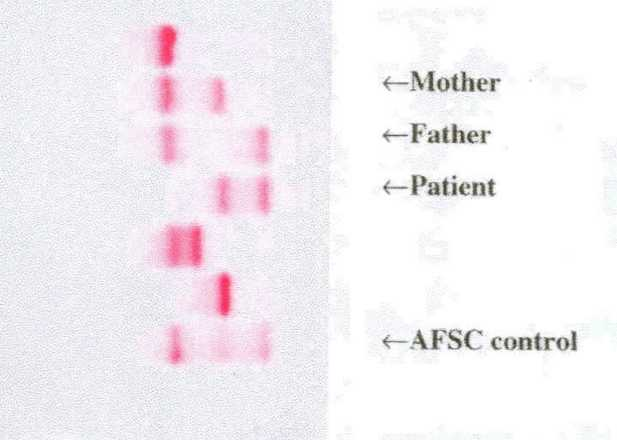 ←Mother
←Father
←Patient
←AFSC control